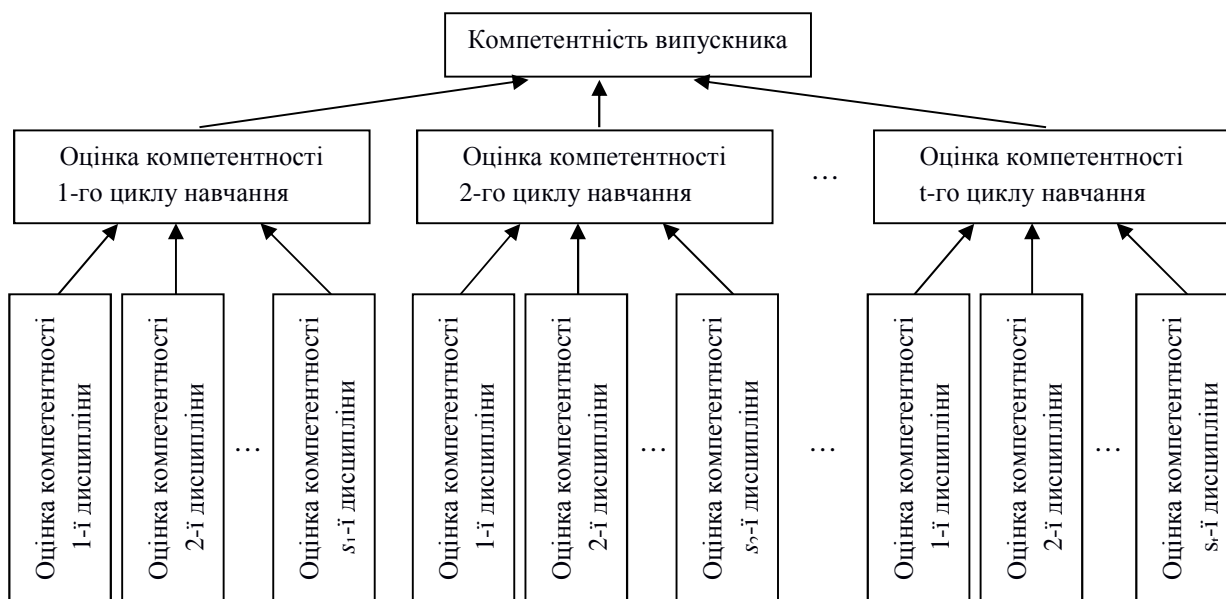 Компетентність випускника
Оцінка компетентності
1-го циклу навчання
Оцінка компетентності
2-го циклу навчання
…
Оцінка компетентності
t-го циклу навчання
Оцінка компетентності
1-ї дисципліни
Оцінка компетентності
2-ї дисципліни
…
Оцінка компетентності
s₁-ї дисципліни
Оцінка компетентності
1-ї дисципліни
Оцінка компетентності
2-ї дисципліни
…
Оцінка компетентності
s₂-ї дисципліни
…
Оцінка компетентності
1-ї дисципліни
Оцінка компетентності
2-ї дисципліни
…
Оцінка компетентності
sₜ-ї дисципліни